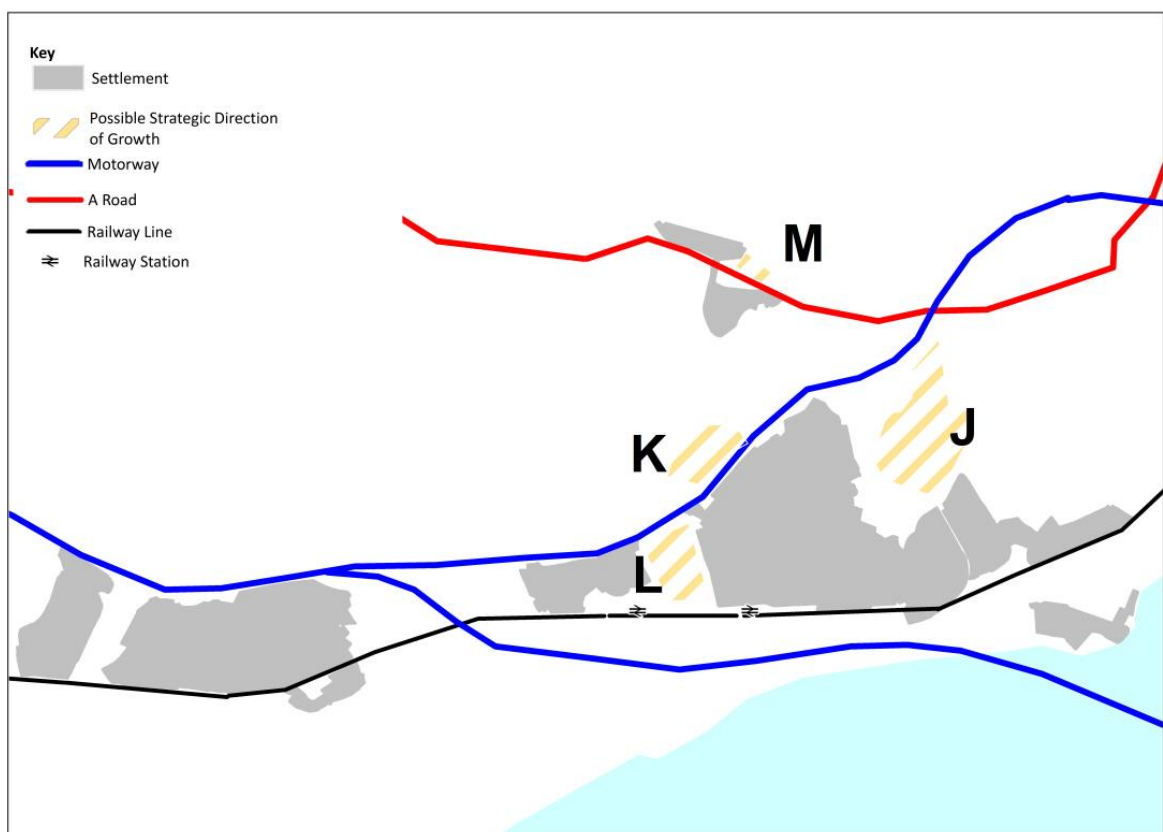 Key
Settlement
Possible Strategic Direction
of Growth
Motorway
A Road
Railway Line
Railway Station
M
K
J
L